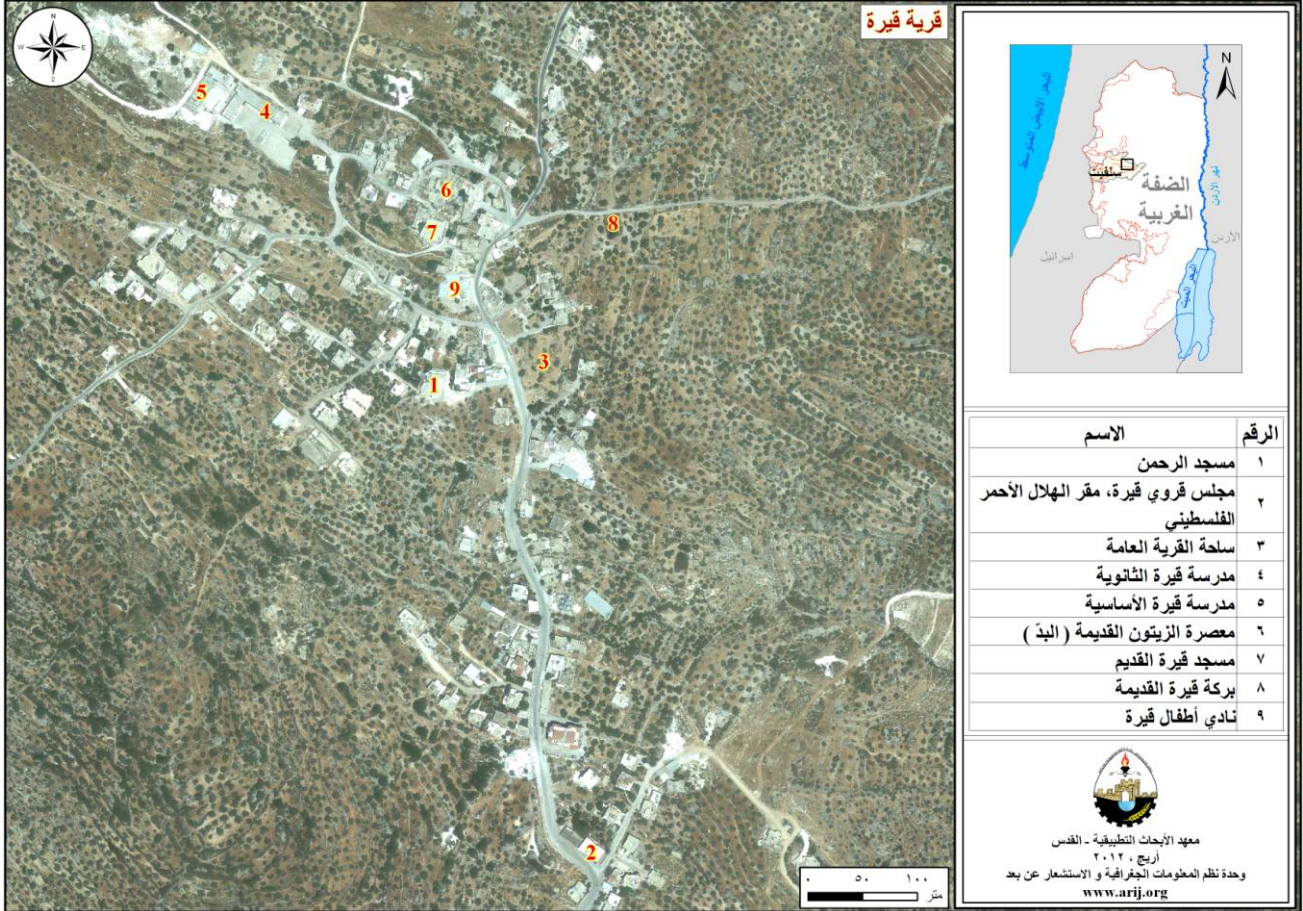 قرية قيرة
N
W
E
S
5
4
6
7
8
9
3
1
2
٠ ٥٠ ١٠٠
متر
N
البحر الابيض المتوسط
سلفيت
الضفة
الغربية
نهر الاردن
الأردن
إسرائيل
البحر الميت
الرقم الاسم
١ مسجد الرحمن
٢ مجلس قروي قيرة، مقر الهلال الأحمر
الفلسطيني
٣ ساحة القرية العامة
٤ مدرسة قيرة الثانوية
٥ مدرسة قيرة الأساسية
٦ معصرة الزيتون القديمة ( البدّ )
٧ مسجد قيرة القديم
٨ بركة قيرة القديمة
٩ نادي أطفال قيرة
معهد الأبحاث التطبيقية - القدس
أريج ، ٢٠١٢
وحدة نظم المعلومات الجغرافية و الاستشعار عن بعد
www.arij.org